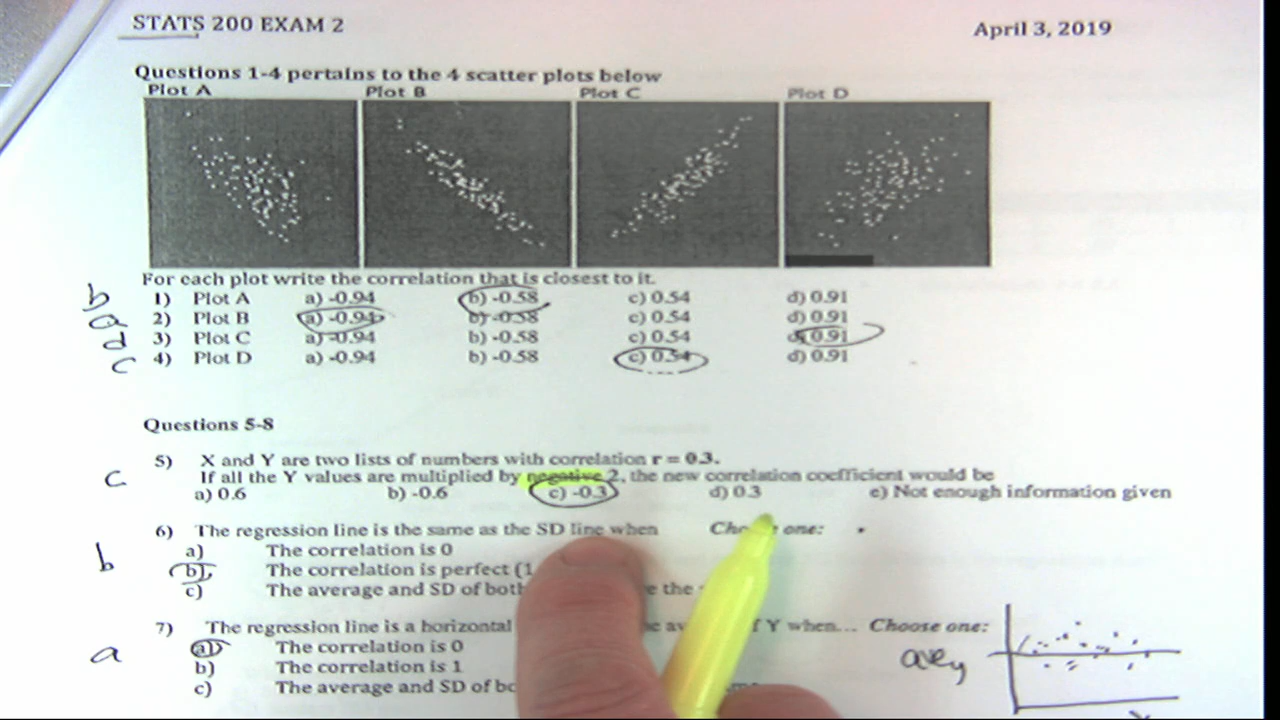 STATS 200 EXAM 2 April 3, 2019
Questions 1-4 pertains to the 4 scatter plots below
Plot A Plot B Plot C Plot D
For each plot write the correlation that is closest to it.
b 1) Plot A a) -0.94 b) -0.58 c) 0.54 d) 0.91
a 2) Plot B a) -0.94 b) -0.58 c) 0.54 d) 0.91
d 3) Plot C a) -0.94 b) -0.58 c) 0.54 d) 0.91
c 4) Plot D a) -0.94 b) -0.58 c) 0.54 d) 0.91
Questions 5-8
5) X and Y are two lists of numbers with correlation r = 0.3.
c If all the Y values are multiplied by negative 2, the new correlation coefficient would be
a) 0.6 b) -0.6 c) -0.3 d) 0.3 e) Not enough information given
6) The regression line is the same as the SD line when one:
a) The correlation is 0
b b) The correlation is perfect (1
c) The average and SD of both the
7) The regression line is a horizontal Y when... Choose one:
a a) The correlation is 0
b) The correlation is 1
c) The average and SD of
ave y